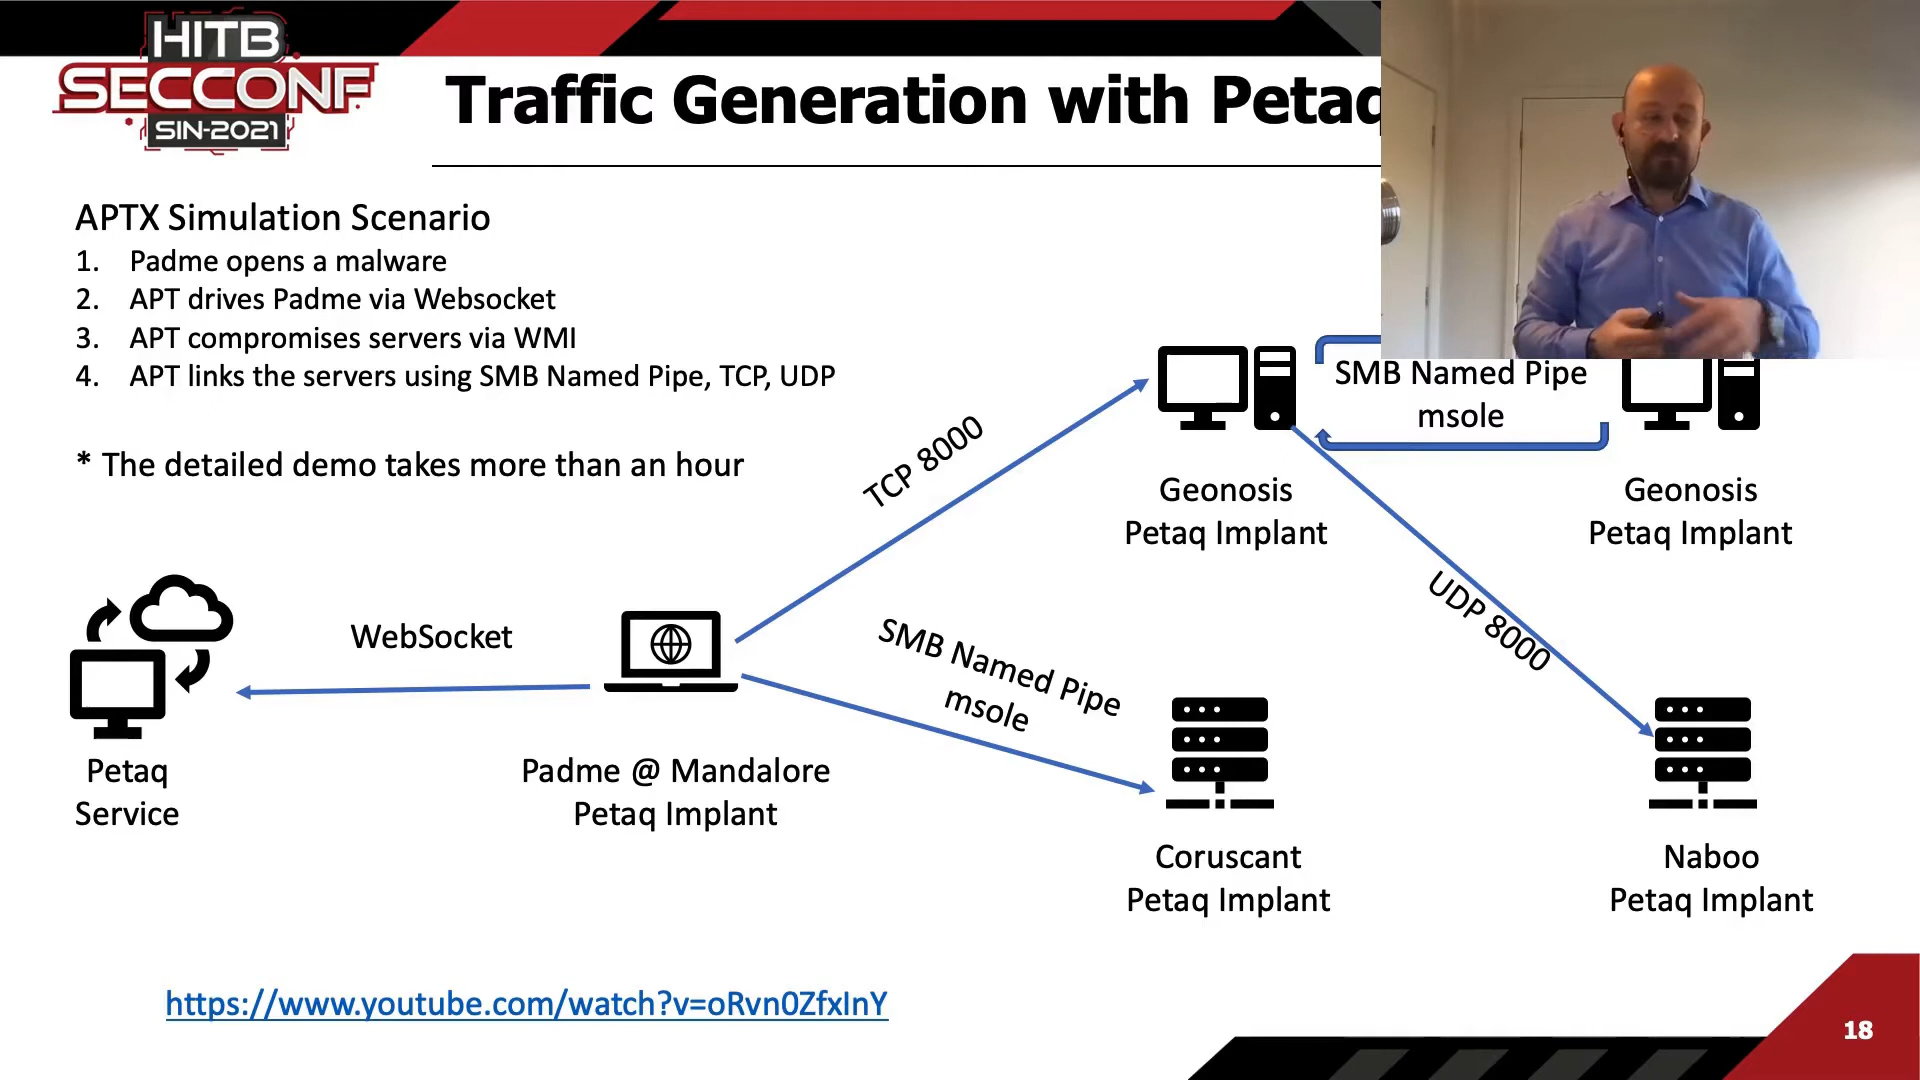 HITB
SECCONF
SIN-2021
Traffic Generation with Petaq
APTX Simulation Scenario
1. Padme opens a malware
2. APT drives Padme via Websocket
3. APT compromises servers via WMI
4. APT links the servers using SMB Named Pipe, TCP, UDP
* The detailed demo takes more than an hour
TCP 8000
SMB Named Pipe
msole
Geonosis
Petaq Implant
Geonosis
Petaq Implant
UDP 8000
WebSocket
SMB Named Pipe
msole
Petaq
Service
Padme @ Mandalore
Petaq Implant
Coruscant
Petaq Implant
Naboo
Petaq Implant
https://www.youtube.com/watch?v=oRvn0ZfxInY
18